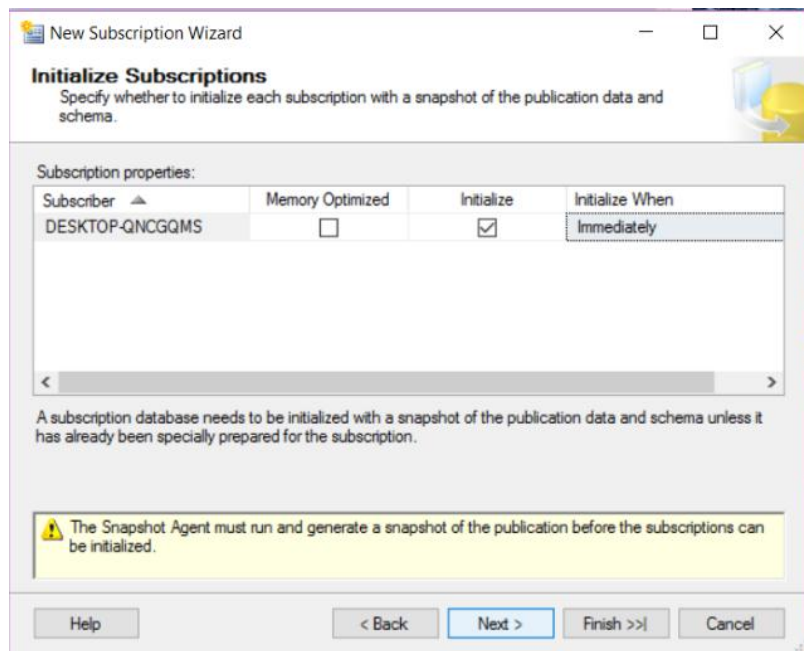 New Subscription Wizard
Initialize Subscriptions
Specify whether to initialize each subscription with a snapshot of the publication data and
schema.
Subscription properties:
Subscriber Memory Optimized Initialize Initialize When
DESKTOP-QNCGQMS Immediately
A subscription database needs to be initialized with a snapshot of the publication data and schema unless it
has already been specially prepared for the subscription.
The Snapshot Agent must run and generate a snapshot of the publication before the subscriptions can
be initialized.
Help < Back Next > Finish >>| Cancel